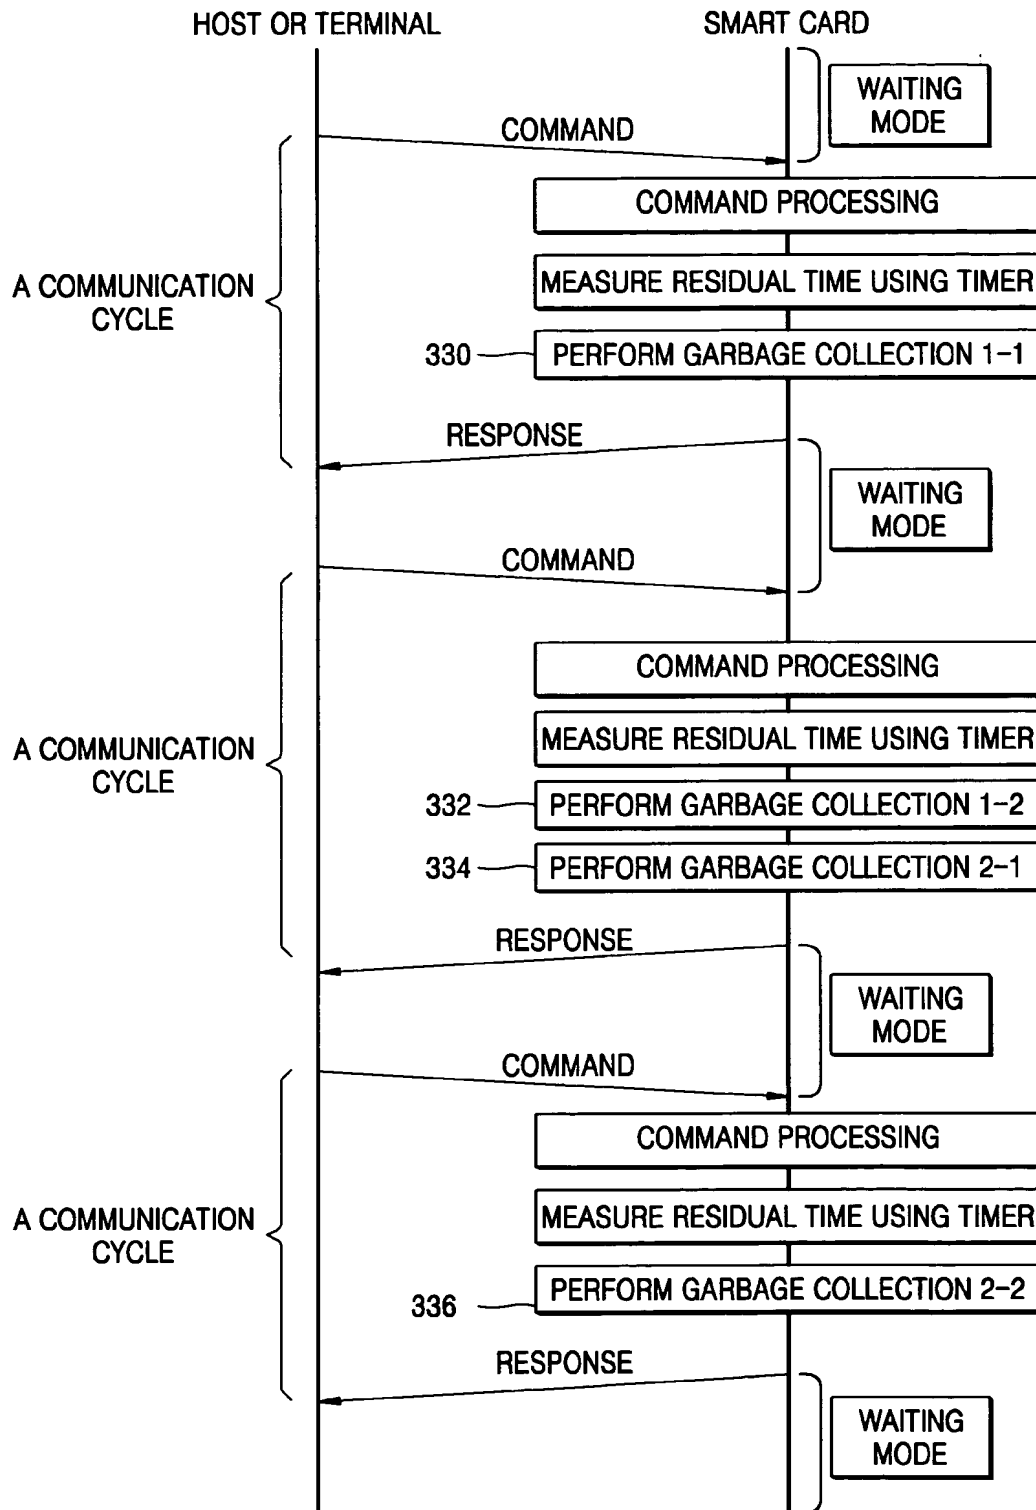 HOST OR TERMINAL
SMART CARD
WAITING
MODE
COMMAND
COMMAND PROCESSING
A COMMUNICATION
CYCLE
MEASURE RESIDUAL TIME USING TIMER
330
PERFORM GARBAGE COLLECTION 1-1
RESPONSE
WAITING
MODE
COMMAND
COMMAND PROCESSING
A COMMUNICATION
CYCLE
MEASURE RESIDUAL TIME USING TIMER
332
PERFORM GARBAGE COLLECTION 1-2
334
PERFORM GARBAGE COLLECTION 2-1
RESPONSE
WAITING
MODE
COMMAND
COMMAND PROCESSING
A COMMUNICATION
CYCLE
MEASURE RESIDUAL TIME USING TIMER
336
PERFORM GARBAGE COLLECTION 2-2
RESPONSE
WAITING
MODE